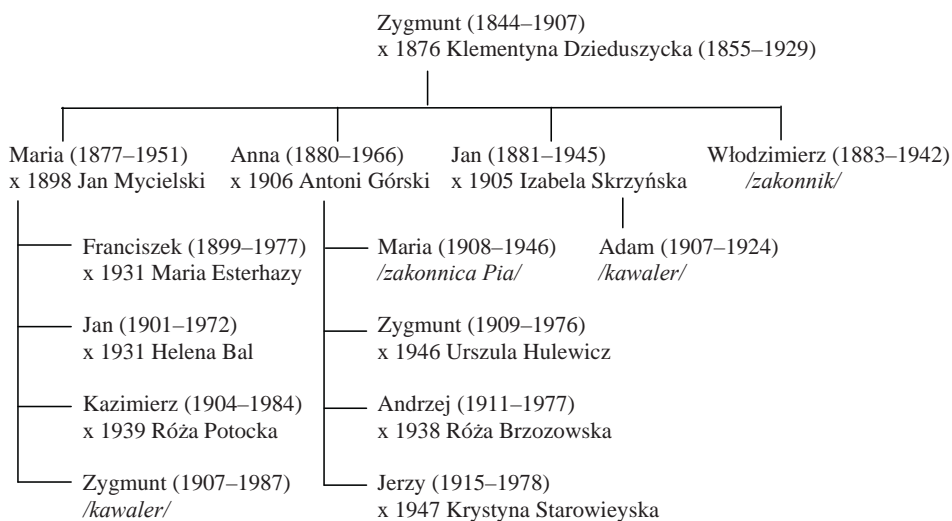 Zygmunt (1844–1907)
x 1876 Klementyna Dzieduszycka (1855–1929)
Maria (1877–1951)
x 1898 Jan Mycielski
Anna (1880–1966)
x 1906 Antoni Górski
Jan (1881–1945)
x 1905 Izabela Skrzyńska
Włodzimierz (1883–1942)
/zakonnik/
Franciszek (1899–1977)
x 1931 Maria Esterhazy
Jan (1901–1972)
x 1931 Helena Bal
Kazimierz (1904–1984)
x 1939 Róża Potocka
Zygmunt (1907–1987)
/kawaler/
Maria (1908–1946)
/zakonnica Pia/
Zygmunt (1909–1976)
x 1946 Urszula Hulewicz
Andrzej (1911–1977)
x 1938 Róża Brzozowska
Jerzy (1915–1978)
x 1947 Krystyna Starowieyska
Adam (1907–1924)
/kawaler/